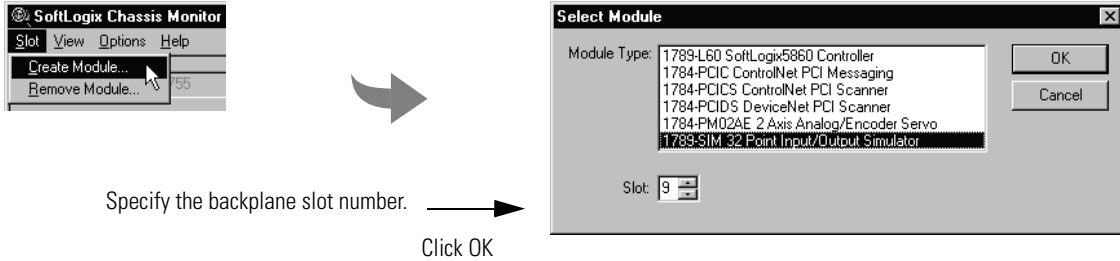 SoftLogix Chassis Monitor
Slot View Options Help
Create Module...
Remove Module...
755
Select Module
Module Type:
1789-L60 SoftLogix5860 Controller
1784-PCIC ControlNet PCI Messaging
1784-PCICS ControlNet PCI Scanner
1784-PCIDS DeviceNet PCI Scanner
1784-PM02AE 2 Axis Analog/Encoder Servo
1789-SIM 32 Point Input/Output Simulator
OK
Cancel
Slot: 9
Specify the backplane slot number.
Click OK